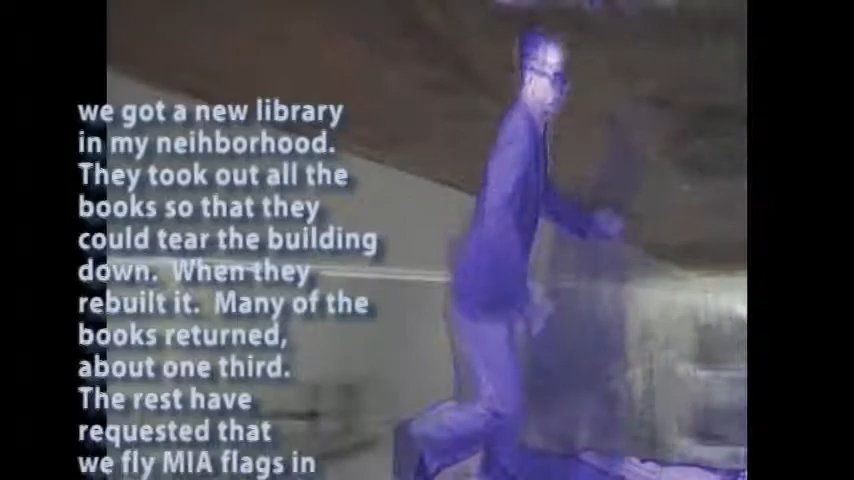 we got a new library
in my neihborhood.
They took out all the
books so that they
could tear the building
down.  When they
rebuilt it.  Many of the
books returned,
about one third.
The rest have
requested that
we fly MIA flags in